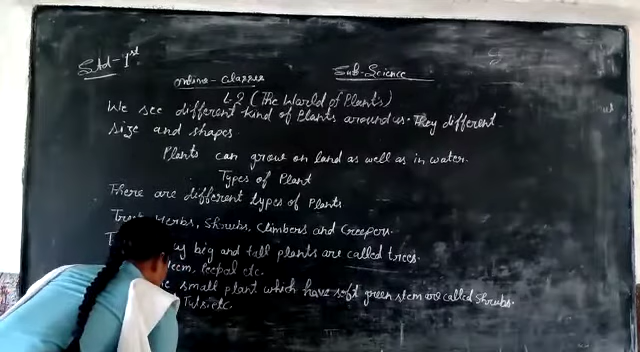 Std-1st
Online-Classes Sub-Science
L-2 (The World of Plants)
We see different kind of Plants around us. They different
size and shapes.
Plants can grow on land as well as in water.
Types of Plant
There are different types of Plants
Herbs, Shrubs, Climbers and Creepers.
big and tall plants are called trees.
Neem, Peepal etc.
small plant which have soft green stem are called Shrubs.
Tulsi etc.